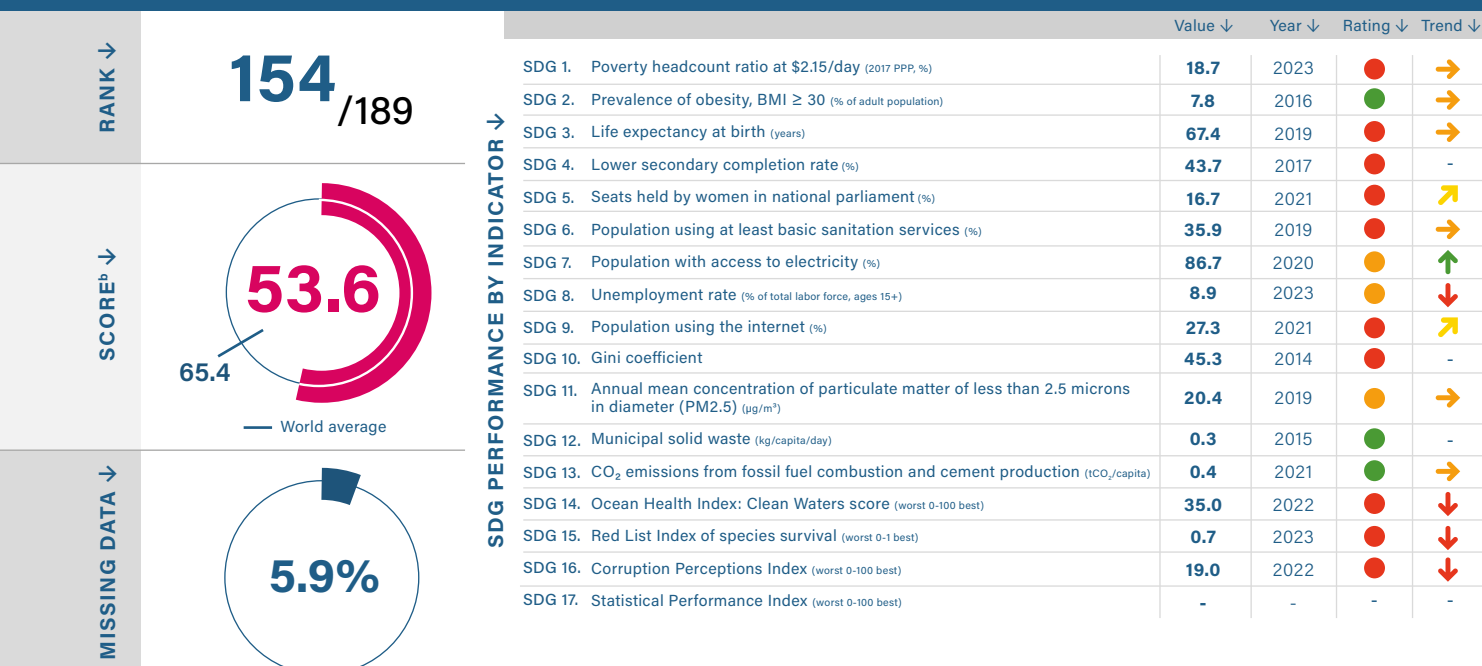 RANK →
154/189
SCOREᵇ →
53.6
65.4
World average
MISSING DATA →
5.9%
SDG PERFORMANCE BY INDICATOR →
Value ↓ Year ↓ Rating ↓ Trend ↓
SDG 1. Poverty headcount ratio at $2.15/day (2017 PPP, %) 18.7 2023
SDG 2. Prevalence of obesity, BMI ≥ 30 (% of adult population) 7.8 2016
SDG 3. Life expectancy at birth (years) 67.4 2019
SDG 4. Lower secondary completion rate (%) 43.7 2017 -
SDG 5. Seats held by women in national parliament (%) 16.7 2021
SDG 6. Population using at least basic sanitation services (%) 35.9 2019
SDG 7. Population with access to electricity (%) 86.7 2020
SDG 8. Unemployment rate (% of total labor force, ages 15+) 8.9 2023
SDG 9. Population using the internet (%) 27.3 2021
SDG 10. Gini coefficient 45.3 2014 -
SDG 11. Annual mean concentration of particulate matter of less than 2.5 microns
in diameter (PM2.5) (µg/m³) 20.4 2019
SDG 12. Municipal solid waste (kg/capita/day) 0.3 2015 -
SDG 13. CO₂ emissions from fossil fuel combustion and cement production (tCO₂/capita) 0.4 2021
SDG 14. Ocean Health Index: Clean Waters score (worst 0-100 best) 35.0 2022
SDG 15. Red List Index of species survival (worst 0-1 best) 0.7 2023
SDG 16. Corruption Perceptions Index (worst 0-100 best) 19.0 2022
SDG 17. Statistical Performance Index (worst 0-100 best) - - - -